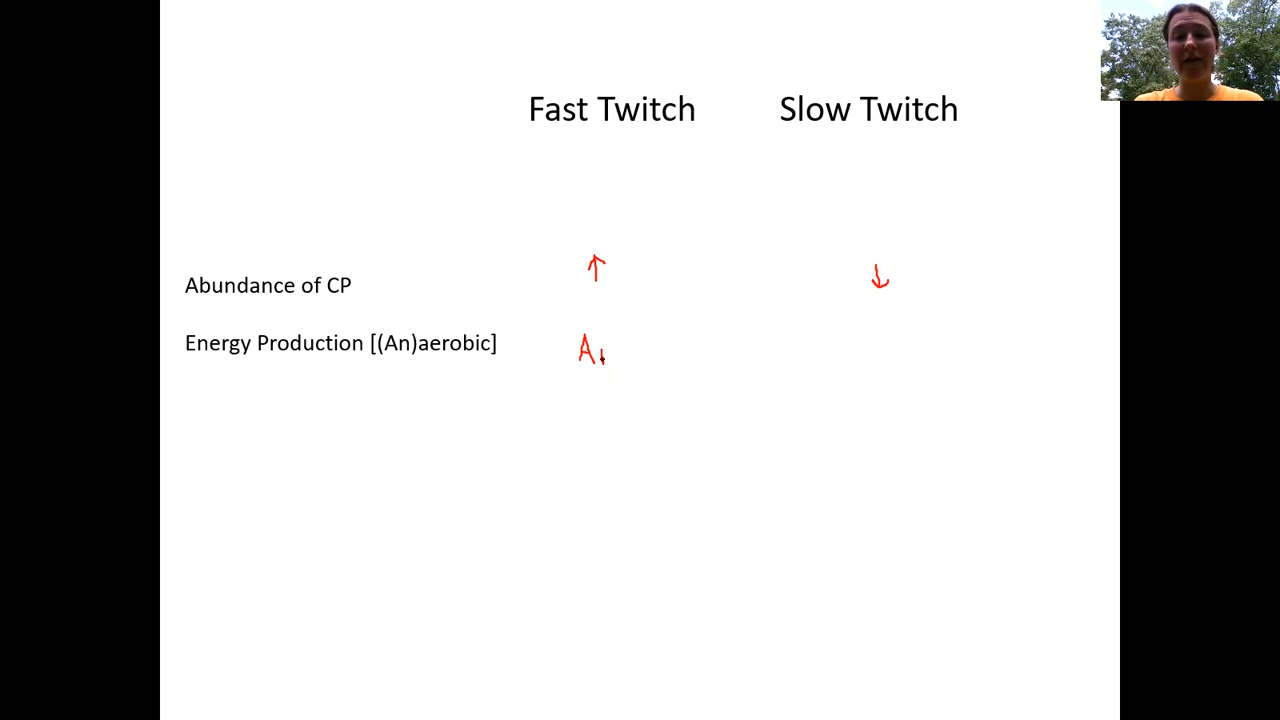 Fast Twitch Slow Twitch
Abundance of CP ↑ ↓
Energy Production [(An)aerobic] A